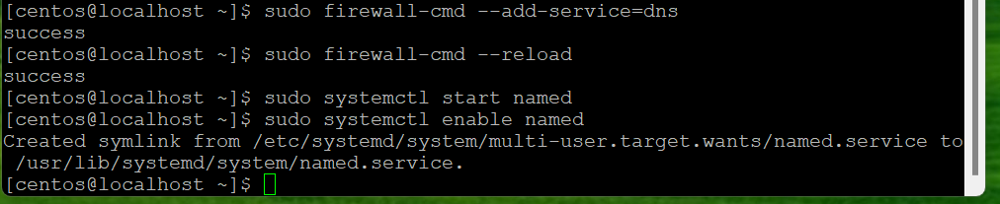 [centos@localhost ~]$ sudo firewall-cmd --add-service=dns
success
[centos@localhost ~]$ sudo firewall-cmd --reload
success
[centos@localhost ~]$ sudo systemctl start named
[centos@localhost ~]$ sudo systemctl enable named
Created symlink from /etc/systemd/system/multi-user.target.wants/named.service to
 /usr/lib/systemd/system/named.service.
[centos@localhost ~]$